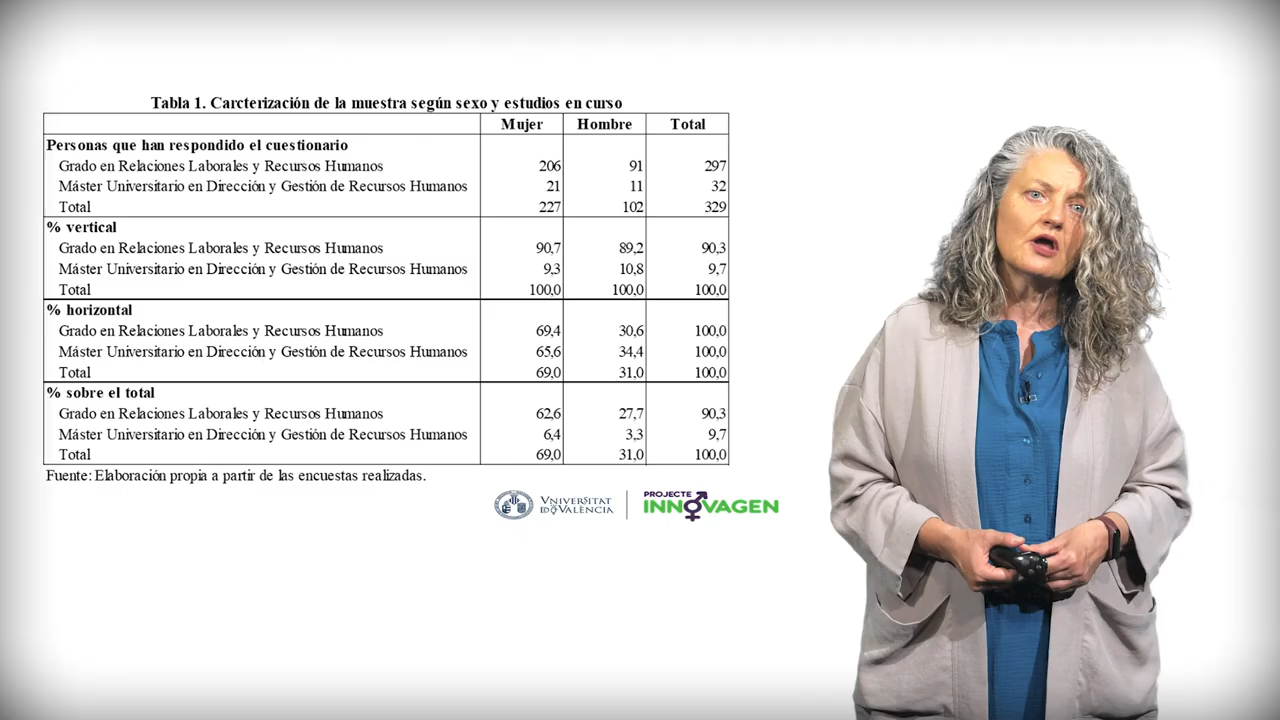 Tabla 1. Carcterización de la muestra según sexo y estudios en curso
Mujer Hombre Total
Personas que han respondido el cuestionario
Grado en Relaciones Laborales y Recursos Humanos 206 91 297
Máster Universitario en Dirección y Gestión de Recursos Humanos 21 11 32
Total 227 102 329
% vertical
Grado en Relaciones Laborales y Recursos Humanos 90,7 89,2 90,3
Máster Universitario en Dirección y Gestión de Recursos Humanos 9,3 10,8 9,7
Total 100,0 100,0 100,0
% horizontal
Grado en Relaciones Laborales y Recursos Humanos 69,4 30,6 100,0
Máster Universitario en Dirección y Gestión de Recursos Humanos 65,6 34,4 100,0
Total 69,0 31,0 100,0
% sobre el total
Grado en Relaciones Laborales y Recursos Humanos 62,6 27,7 90,3
Máster Universitario en Dirección y Gestión de Recursos Humanos 6,4 3,3 9,7
Total 69,0 31,0 100,0
Fuente: Elaboración propia a partir de las encuestas realizadas.
VNIVERSITAT
ID VALÈNCIA
PROJECTE
INNOVAGEN